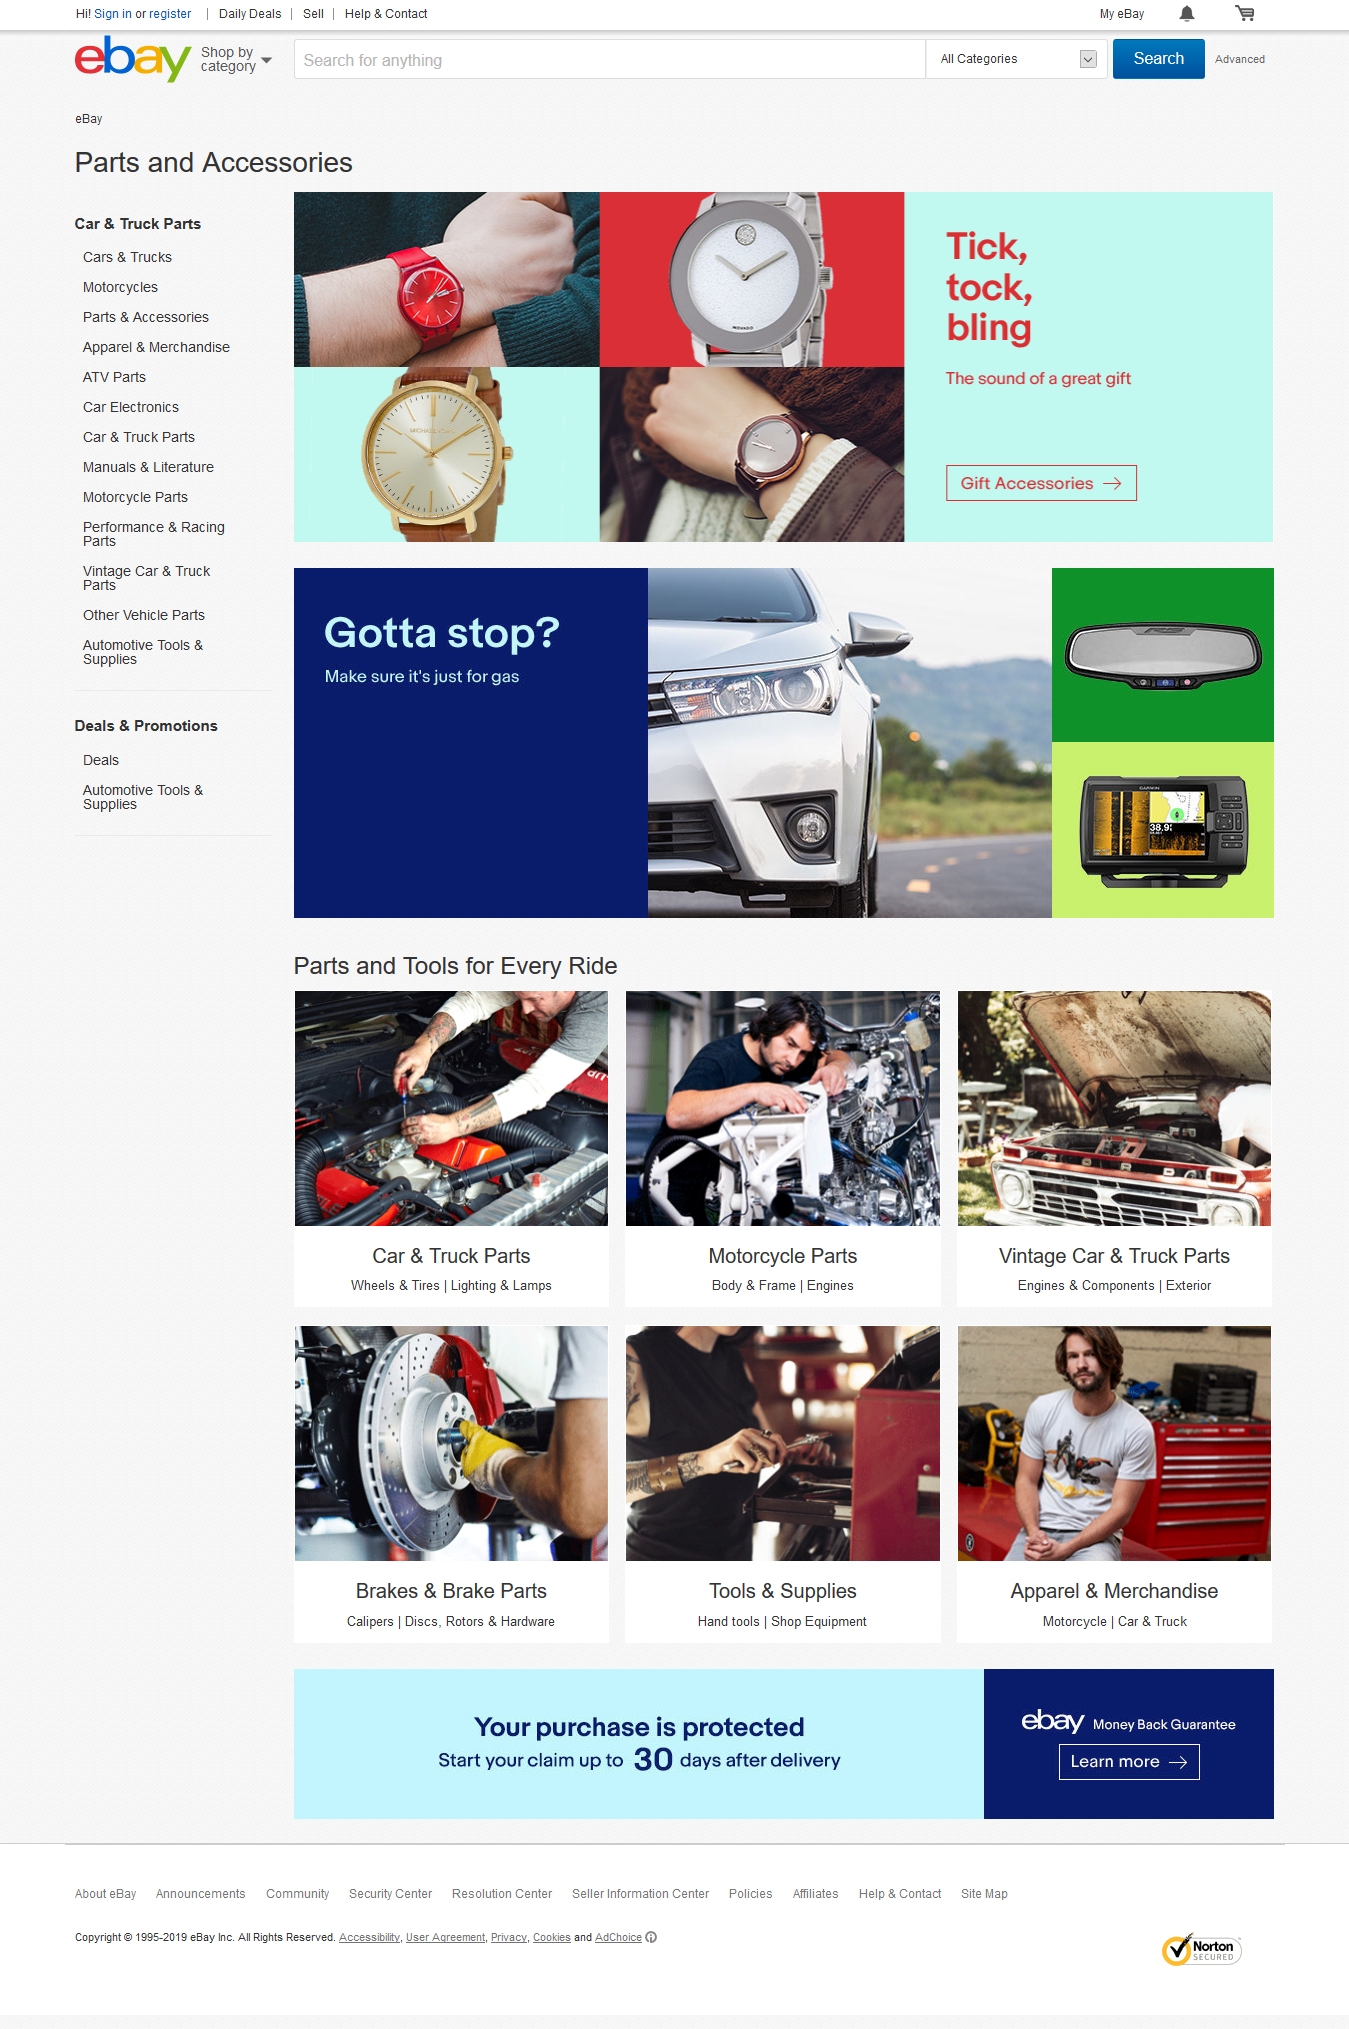 Hi! Sign in or register | Daily Deals | Sell | Help & Contact
My eBay
ebay
Shop by
category
Search for anything
All Categories
Search
Advanced
eBay
Parts and Accessories
Car & Truck Parts
Cars & Trucks
Motorcycles
Parts & Accessories
Apparel & Merchandise
ATV Parts
Car Electronics
Car & Truck Parts
Manuals & Literature
Motorcycle Parts
Performance & Racing
Parts
Vintage Car & Truck
Parts
Other Vehicle Parts
Automotive Tools &
Supplies
Deals & Promotions
Deals
Automotive Tools &
Supplies
MOVADO
MICHAEL KORS
Tick,
tock,
bling
The sound of a great gift
Gift Accessories
Gotta stop?
Make sure it's just for gas
GARMIN
38.9
Parts and Tools for Every Ride
Car & Truck Parts
Wheels & Tires | Lighting & Lamps
Motorcycle Parts
Body & Frame | Engines
Vintage Car & Truck Parts
Engines & Components | Exterior
Brakes & Brake Parts
Calipers | Discs, Rotors & Hardware
Tools & Supplies
Hand tools | Shop Equipment
Apparel & Merchandise
Motorcycle | Car & Truck
Your purchase is protected
Start your claim up to 30 days after delivery
ebay Money Back Guarantee
Learn more
About eBay Announcements Community Security Center Resolution Center Seller Information Center Policies Affiliates Help & Contact Site Map
Copyright © 1995-2019 eBay Inc. All Rights Reserved. Accessibility, User Agreement, Privacy, Cookies and AdChoice
Norton
SECURED